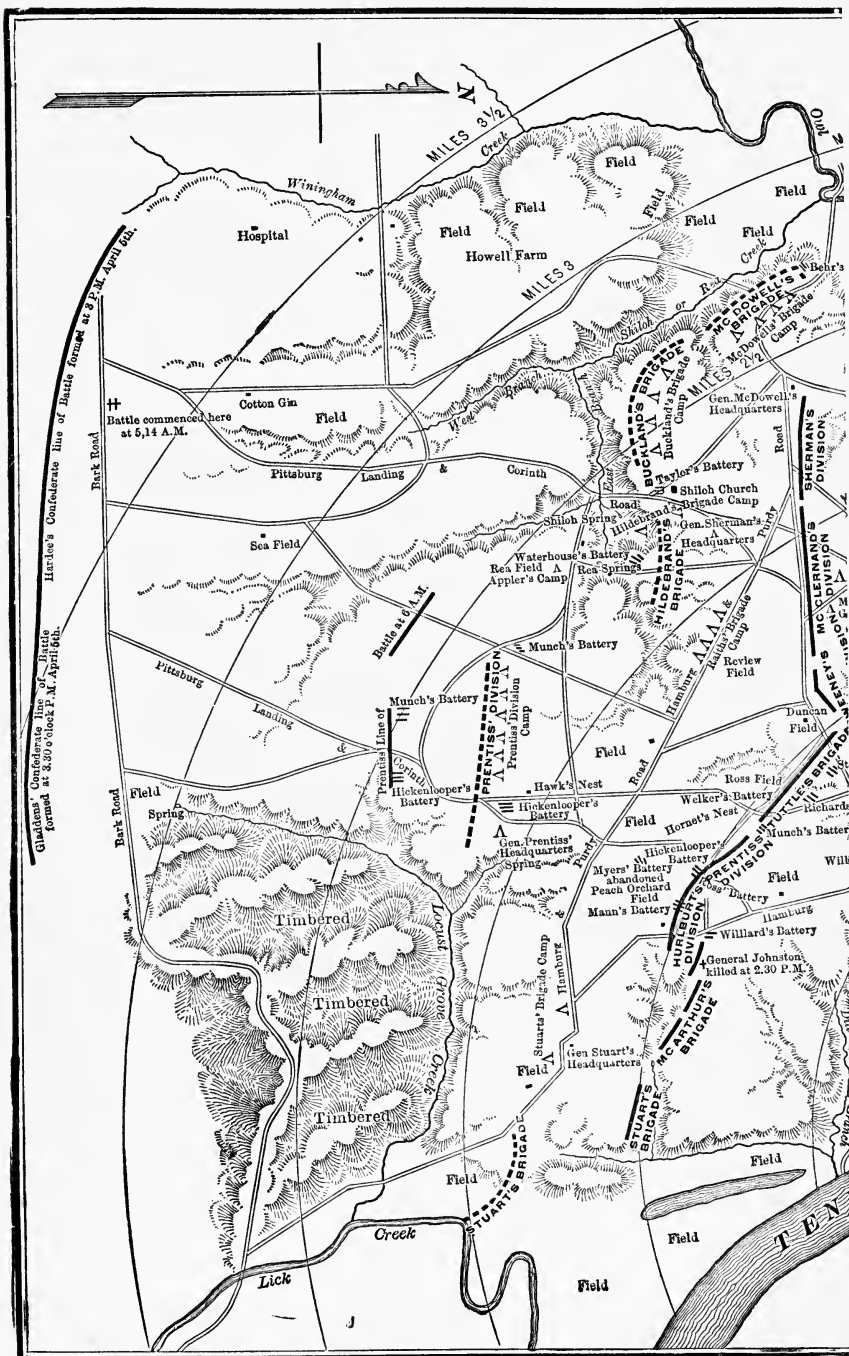 N
MILES 3 ½
Creek
Winingham
Field
Field
Field
Field
Field
Field
Field
Field
Howell Farm
Hospital
MILES 3
Owl
Creek
Shiloh or Rea
Behr's
McDOWELL'S
BRIGADE
McDowell's Brigade
Camp
MILES 2½
BUCKLAND'S BRIGADE
Buckland's Brigade
Camp
Gen. McDowell's
Headquarters
Hardee's Confederate line of Battle formed at 3 P.M. April 5th.
Gladdens' Confederate line of Battle
formed at 3.30 o'clock P.M. April 5th.
Bark Road
Battle commenced here
at 5,14 A.M.
Cotton Gin
Field
West Branch
East Branch
Pittsburg Landing & Corinth
Road
Taylor's Battery
Shiloh Church
Hildebrand's Brigade Camp
Shiloh Spring
Gen. Sherman's
Headquarters
Purdy
Road
SHERMAN'S
DIVISION
McCLERNAND'S
DIVISION
Sea Field
Waterhouse's Battery
Rea Field
Appler's Camp
Rea Springs
HILDEBRAND'S
BRIGADE
Battle at 6 A.M.
Munch's Battery
Raiths' Brigade
Camp
Review
Field
Hamburg &
Pittsburg
Landing
&
Corinth
Munch's Battery
Prentiss' Line of
PRENTISS' DIVISION
Prentiss' Division
Camp
Hickenlooper's
Battery
Field
Road
Duncan
Field
Bark Road
Field
Spring
Hawk's Nest
Hickenlooper's
Battery
Gen. Prentiss'
Headquarters
Spring
Purdy
Field
Ross Field
Welker's Battery
Hornet's Nest
TUTTLE'S BRIGADE
Richards
Munch's Batter
Hickenlooper's
Battery
Myers' Battery
abandoned
Peach Orchard
Field
Mann's Battery
PRENTISS'
DIVISION
HURLBURTS'
DIVISION
Field
Hamburg
Willard's Battery
General Johnston
killed at 2.30 P.M.
McARTHUR'S
BRIGADE
Timbered
Timbered
Timbered
Locust Grove
Creek
Stuarts' Brigade Camp
& Hamburg
Gen Stuart's
Headquarters
Field
STUART'S
BRIGADE
Field
STUART'S BRIGADE
Field
Field
Field
Lick
Creek
TEN